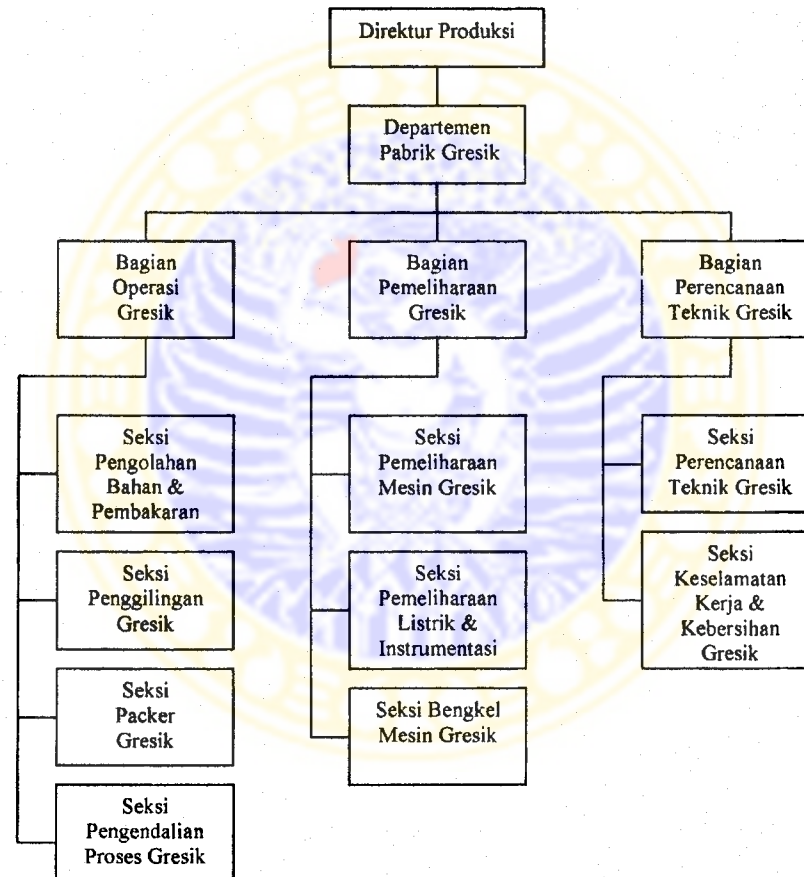 Direktur Produksi
Departemen
Pabrik Gresik
Bagian
Operasi
Gresik
Bagian
Pemeliharaan
Gresik
Bagian
Perencanaan
Teknik Gresik
Seksi
Pengolahan
Bahan &
Pembakaran
Seksi
Pemeliharaan
Mesin Gresik
Seksi
Perencanaan
Teknik Gresik
Seksi
Penggilingan
Gresik
Seksi
Pemeliharaan
Listrik &
Instrumentasi
Seksi
Keselamatan
Kerja &
Kebersihan
Gresik
Seksi
Packer
Gresik
Seksi Bengkel
Mesin Gresik
Seksi
Pengendalian
Proses Gresik